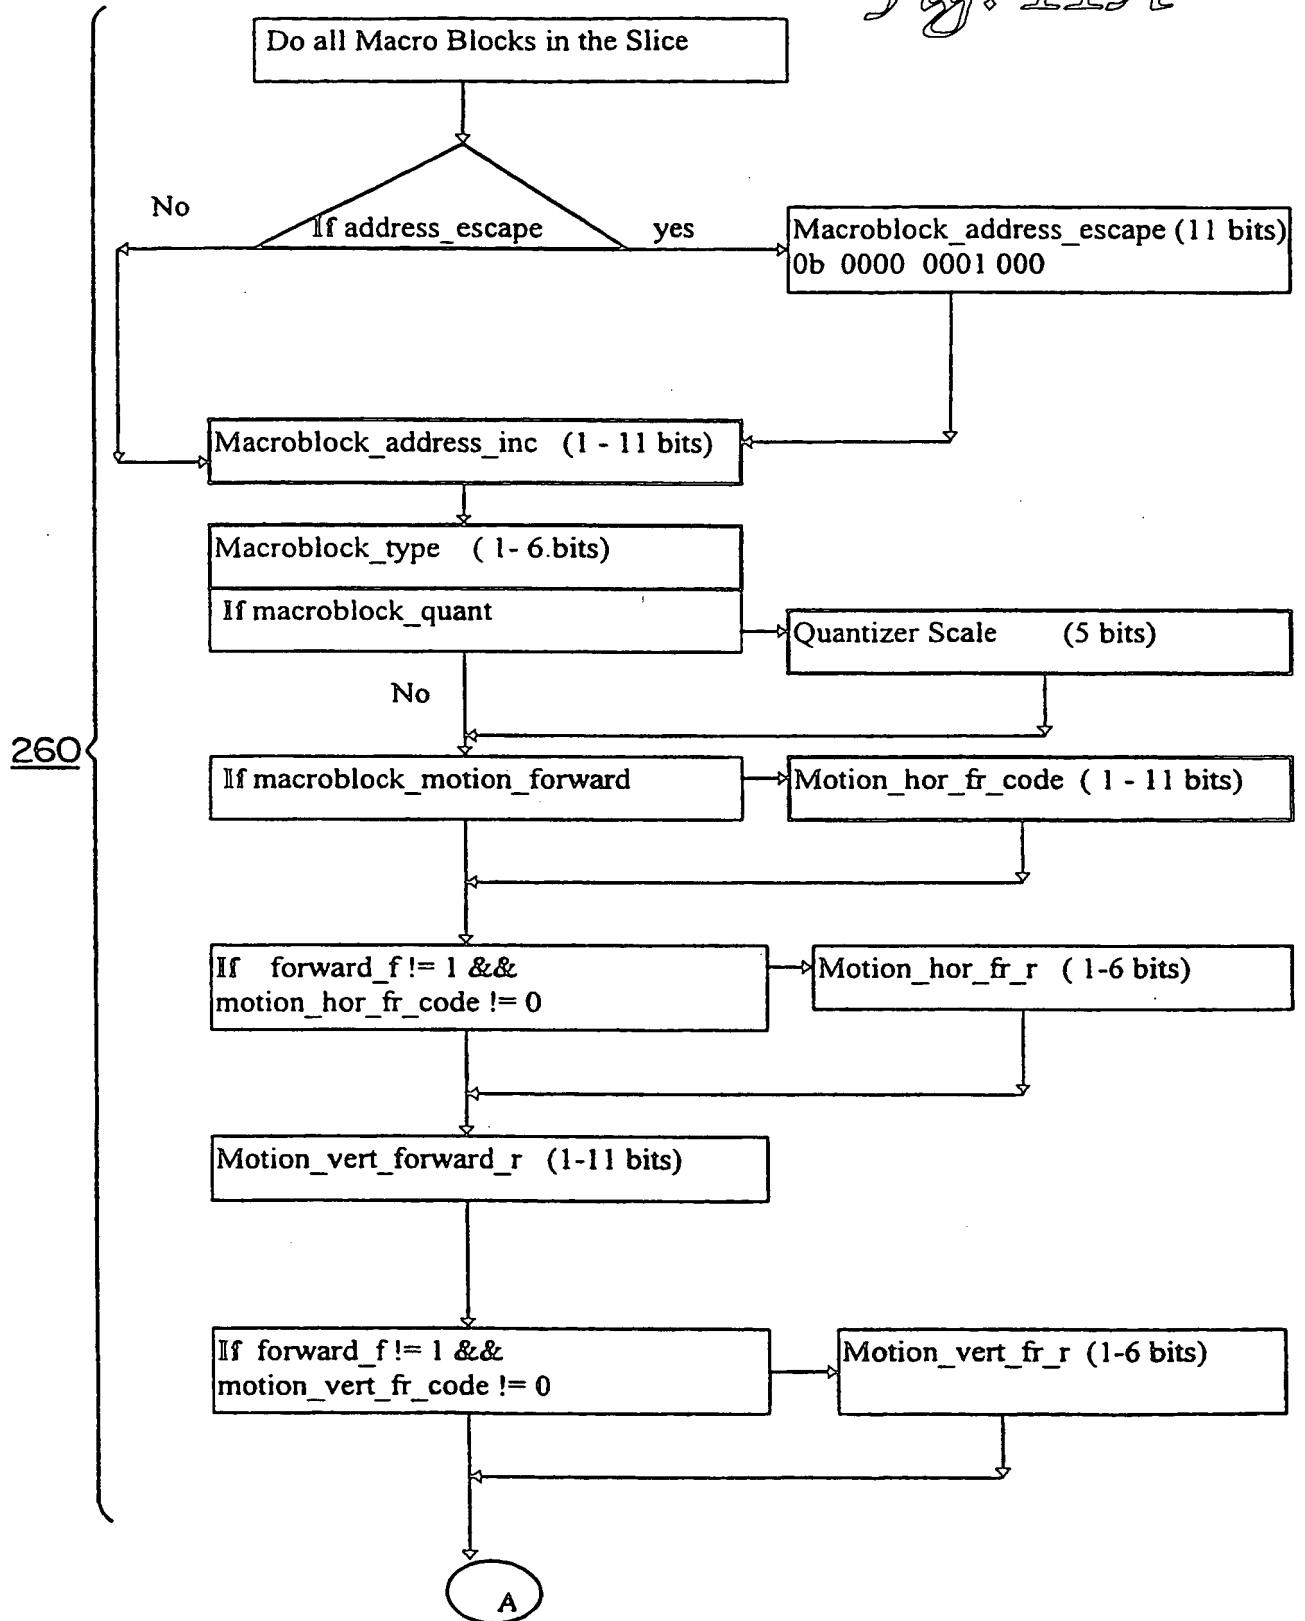 Do all Macro Blocks in the Slice
No
If address_escape
yes
Macroblock_address_escape (11 bits)
0b 0000 0001 000
Macroblock_address_inc (1 - 11 bits)
Macroblock_type ( 1- 6.bits)
If macroblock_quant
Quantizer Scale (5 bits)
No
260
If macroblock_motion_forward
Motion_hor_fr_code ( 1 - 11 bits)
If forward_f != 1 &&
motion_hor_fr_code != 0
Motion_hor_fr_r ( 1-6 bits)
Motion_vert_forward_r (1-11 bits)
If forward_f != 1 &&
motion_vert_fr_code != 0
Motion_vert_fr_r (1-6 bits)
A